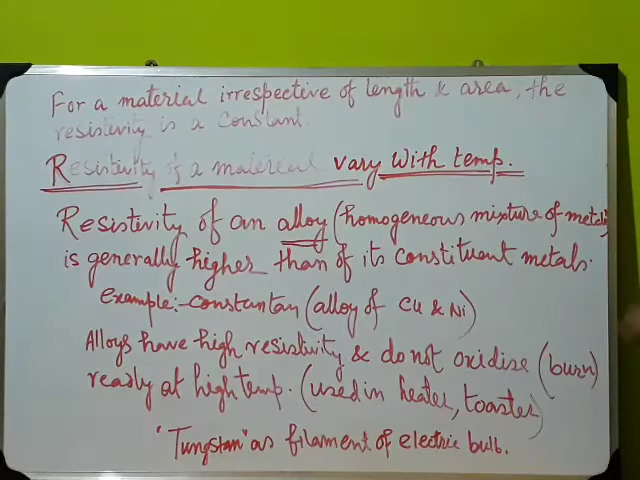 For a material irrespective of length & area, the
resistivity is a constant.
Resistivity of a material vary with temp.
Resistivity of an alloy (homogeneous mixture of metals)
is generally higher than of its constituent metals.
Example:- constantan (alloy of Cu & Ni)
Alloys have high resistivity & do not oxidise (burn)
readly at high temp. (used in heater, toaster)
"Tungstan" as filament of electric bulb.